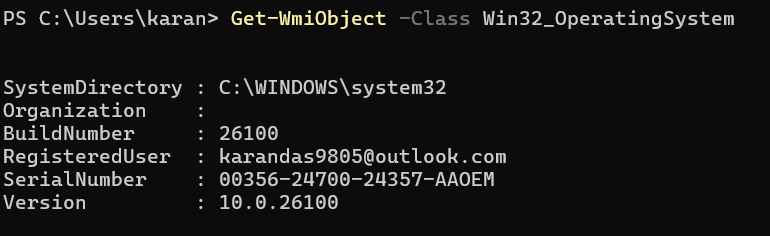 PS C:\Users\karan> Get-WmiObject -Class Win32_OperatingSystem
SystemDirectory : C:\WINDOWS\system32
Organization    :
BuildNumber     : 26100
RegisteredUser  : karandas9805@outlook.com
SerialNumber    : 00356-24700-24357-AAOEM
Version         : 10.0.26100